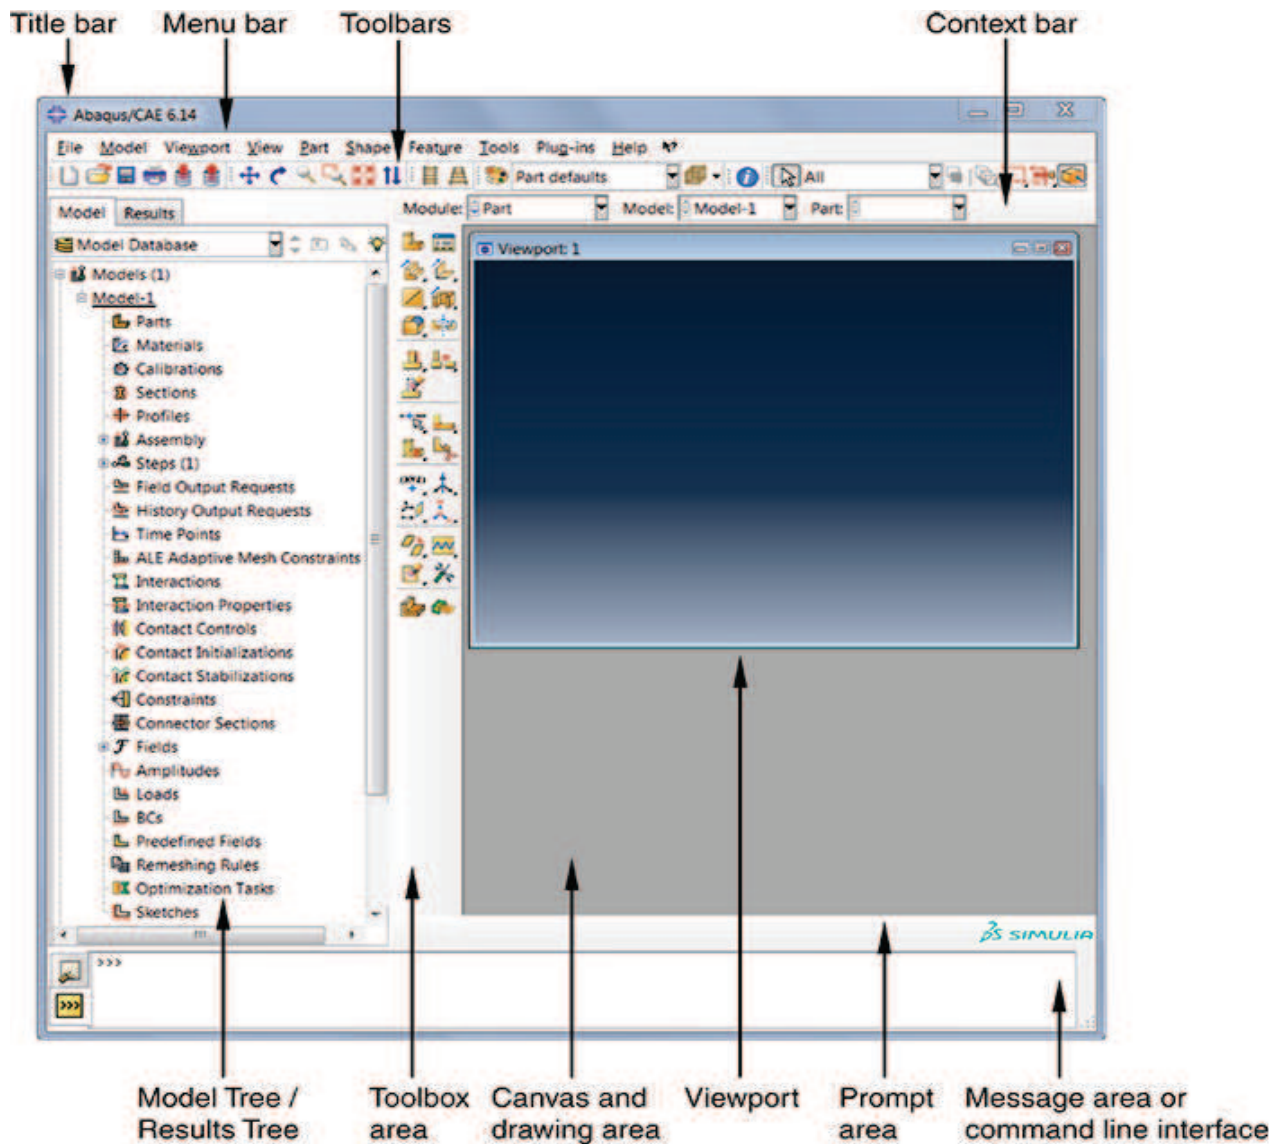 Title bar Menu bar Toolbars Context bar
Abaqus/CAE 6.14
File Model Viewport View Part Shape Feature Tools Plug-ins Help
Part defaults All
Model Results Module: Part Model: Model-1 Part:
Model Database
Viewport: 1
Models (1)
Model-1
Parts
Materials
Calibrations
Sections
Profiles
Assembly
Steps (1)
Field Output Requests
History Output Requests
Time Points
ALE Adaptive Mesh Constraints
Interactions
Interaction Properties
Contact Controls
Contact Initializations
Contact Stabilizations
Constraints
Connector Sections
Fields
Amplitudes
Loads
BCs
Predefined Fields
Remeshing Rules
Optimization Tasks
Sketches
SIMULIA
>>>
>>>
Model Tree / Toolbox Canvas and Viewport Prompt Message area or
Results Tree area drawing area area command line interface